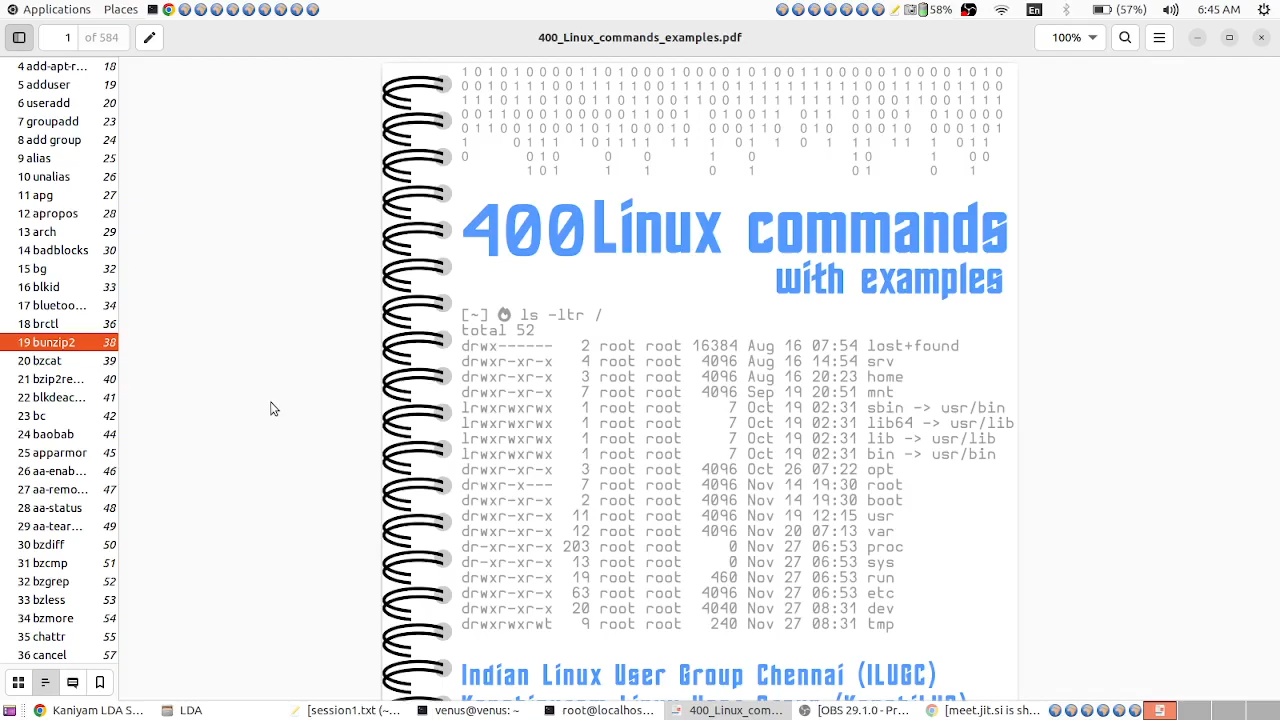 Applications Places 58% En (57%) 6:45 AM
1 of 584 400_Linux_commands_examples.pdf 100%
4 add-apt-r... 18
5 adduser 19
6 useradd 20
7 groupadd 23
8 add group 24
9 alias 25
10 unalias 26
11 apg 27
12 apropos 28
13 arch 29
14 badblocks 30
15 bg 32
16 blkid 33
17 bluetoo... 34
18 brctl 36
19 bunzip2 38
20 bzcat 39
21 bzip2re... 40
22 blkdeac... 41
23 bc 42
24 baobab 44
25 apparmor 45
26 aa-enab... 46
27 aa-remo... 47
28 aa-status 48
29 aa-tear... 49
30 bzdiff 50
31 bzcmp 51
32 bzgrep 52
33 bzless 53
34 bzmore 54
35 chattr 55
36 cancel 57
400Linux commands
with examples
[~] ls -ltr /
total 52
drwx------ 2 root root 16384 Aug 16 07:54 lost+found
drwxr-xr-x 4 root root 4096 Aug 16 14:54 srv
drwxr-xr-x 3 root root 4096 Aug 16 20:23 home
drwxr-xr-x 7 root root 4096 Sep 19 20:51 mnt
lrwxrwxrwx 1 root root 7 Oct 19 02:31 sbin -> usr/bin
lrwxrwxrwx 1 root root 7 Oct 19 02:31 lib64 -> usr/lib
lrwxrwxrwx 1 root root 7 Oct 19 02:31 lib -> usr/lib
lrwxrwxrwx 1 root root 7 Oct 19 02:31 bin -> usr/bin
drwxr-xr-x 3 root root 4096 Oct 26 07:22 opt
drwxr-x--- 7 root root 4096 Nov 14 19:30 root
drwxr-xr-x 2 root root 4096 Nov 14 19:30 boot
drwxr-xr-x 11 root root 4096 Nov 19 12:15 usr
drwxr-xr-x 12 root root 4096 Nov 20 07:13 var
dr-xr-xr-x 203 root root 0 Nov 27 06:53 proc
dr-xr-xr-x 13 root root 0 Nov 27 06:53 sys
drwxr-xr-x 19 root root 460 Nov 27 06:53 run
drwxr-xr-x 63 root root 4096 Nov 27 06:53 etc
drwxr-xr-x 20 root root 4040 Nov 27 08:31 dev
drwxrwxrwt 9 root root 240 Nov 27 08:31 tmp
Indian Linux User Group Chennai (ILUGC)
Kaniyam LDA S... LDA [session1.txt (~... venus@venus: ~ root@localhos... 400_Linux_com... [OBS 29.1.0 - Pr... [meet.jit.si is sh...